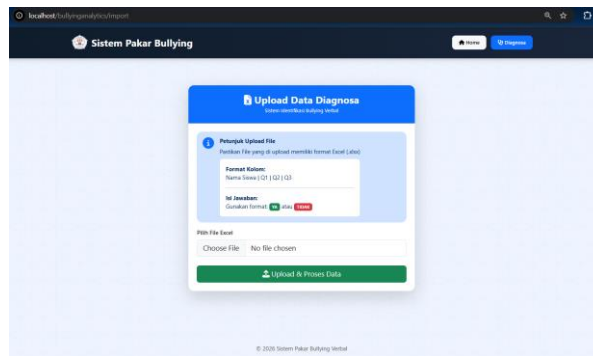 localhost/bullyinganalytics/import
Sistem Pakar Bullying
Home
Diagnosa
Upload Data Diagnosa
Sistem Identifikasi Bullying Verbal
Petunjuk Upload File
Pastikan File yang di upload memiliki format Excel (.xlsx)
Format Kolom:
Nama Siswa | Q1 | Q2 | Q3
Isi Jawaban:
Gunakan format: YA atau TIDAK
Pilih File Excel
Choose File No file chosen
Upload & Proses Data
© 2026 Sistem Pakar Bullying Verbal